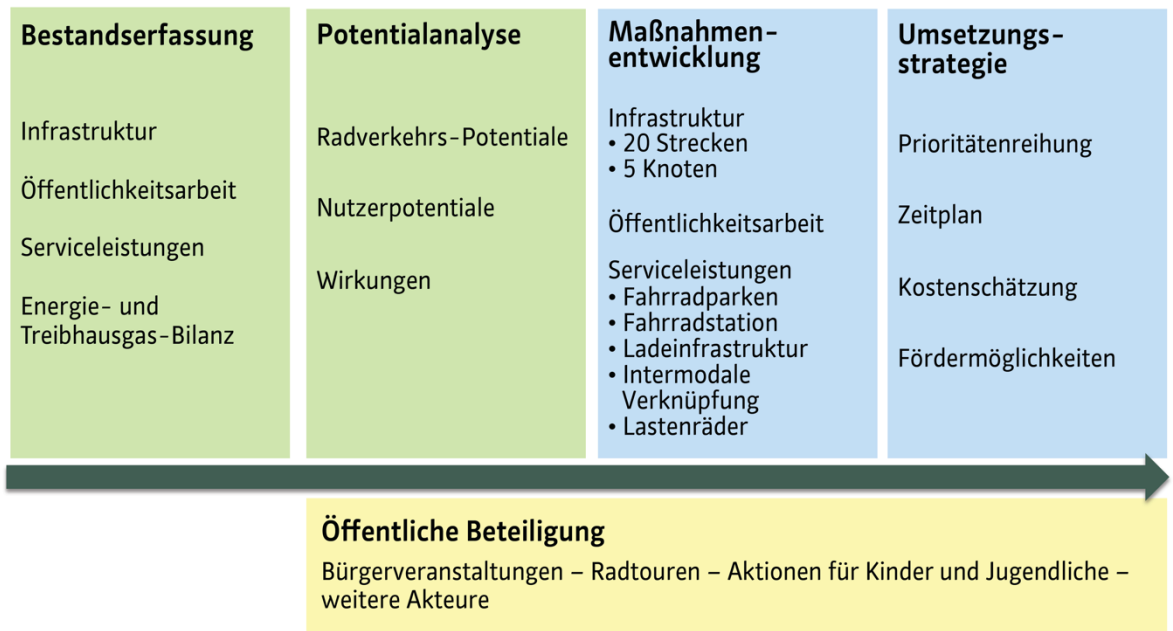 Bestandserfassung
Infrastruktur
Öffentlichkeitsarbeit
Serviceleistungen
Energie- und
Treibhausgas-Bilanz
Potentialanalyse
Radverkehrs-Potentiale
Nutzerpotentiale
Wirkungen
Maßnahmen-
entwicklung
Infrastruktur
• 20 Strecken
• 5 Knoten
Öffentlichkeitsarbeit
Serviceleistungen
• Fahrradparken
• Fahrradstation
• Ladeinfrastruktur
• Intermodale
Verknüpfung
• Lastenräder
Umsetzungs-
strategie
Prioritätenreihung
Zeitplan
Kostenschätzung
Fördermöglichkeiten
Öffentliche Beteiligung
Bürgerveranstaltungen – Radtouren – Aktionen für Kinder und Jugendliche –
weitere Akteure